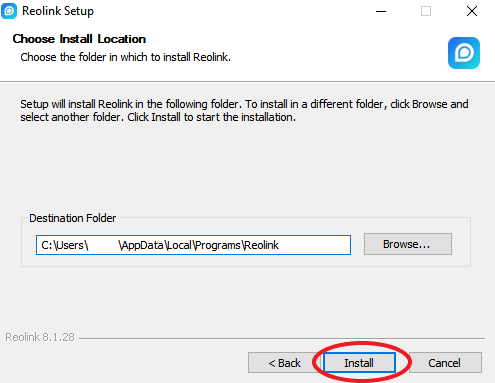 Reolink Setup
Choose Install Location
Choose the folder in which to install Reolink.
Setup will install Reolink in the following folder. To install in a different folder, click Browse and
select another folder. Click Install to start the installation.
Destination Folder
C:\Users\ \AppData\Local\Programs\Reolink
Browse...
Reolink 8.1.28
< Back
Install
Cancel